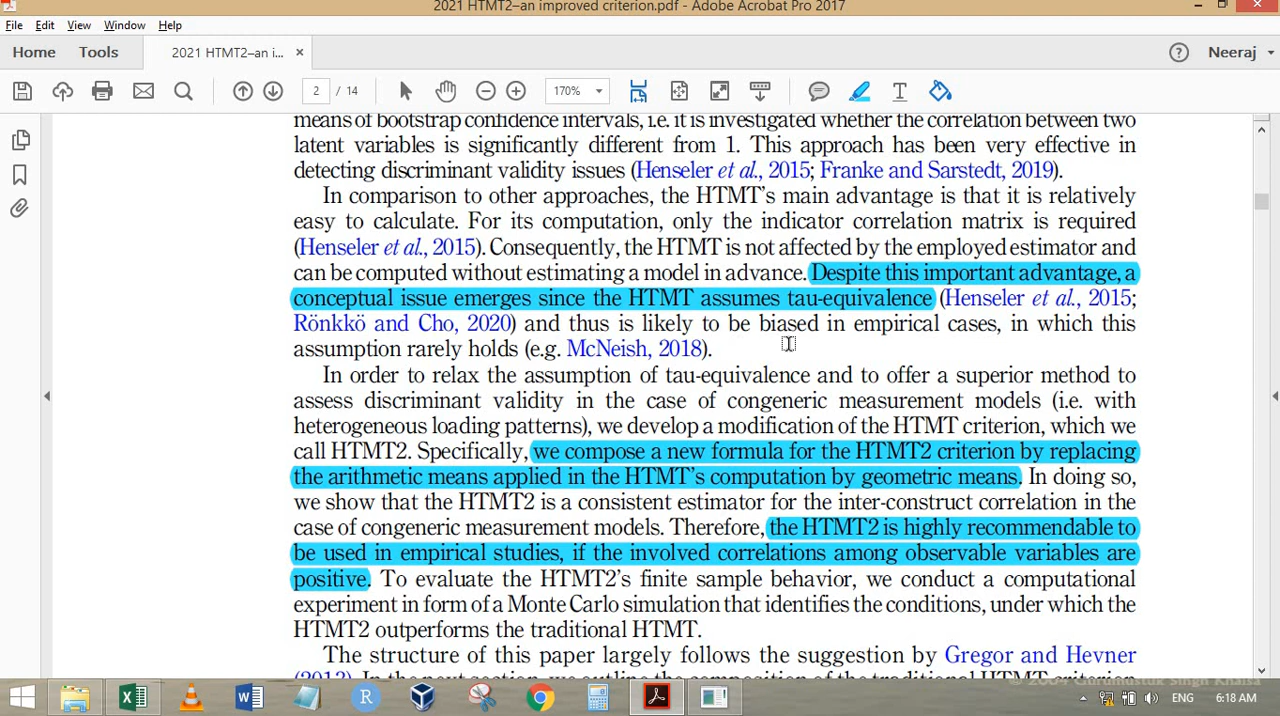 2021 HTMT2–an improved criterion.pdf - Adobe Acrobat Pro 2017
File Edit View Window Help
Home Tools 2021 HTMT2–an i... × Neeraj
2 / 14 170%
means of bootstrap confidence intervals, i.e. it is investigated whether the correlation between two
latent variables is significantly different from 1. This approach has been very effective in
detecting discriminant validity issues (Henseler et al., 2015; Franke and Sarstedt, 2019).
In comparison to other approaches, the HTMT's main advantage is that it is relatively
easy to calculate. For its computation, only the indicator correlation matrix is required
(Henseler et al., 2015). Consequently, the HTMT is not affected by the employed estimator and
can be computed without estimating a model in advance. Despite this important advantage, a
conceptual issue emerges since the HTMT assumes tau-equivalence (Henseler et al., 2015;
Rönkkö and Cho, 2020) and thus is likely to be biased in empirical cases, in which this
assumption rarely holds (e.g. McNeish, 2018).
In order to relax the assumption of tau-equivalence and to offer a superior method to
assess discriminant validity in the case of congeneric measurement models (i.e. with
heterogeneous loading patterns), we develop a modification of the HTMT criterion, which we
call HTMT2. Specifically, we compose a new formula for the HTMT2 criterion by replacing
the arithmetic means applied in the HTMT's computation by geometric means. In doing so,
we show that the HTMT2 is a consistent estimator for the inter-construct correlation in the
case of congeneric measurement models. Therefore, the HTMT2 is highly recommendable to
be used in empirical studies, if the involved correlations among observable variables are
positive. To evaluate the HTMT2's finite sample behavior, we conduct a computational
experiment in form of a Monte Carlo simulation that identifies the conditions, under which the
HTMT2 outperforms the traditional HTMT.
The structure of this paper largely follows the suggestion by Gregor and Hevner
ENG 6:18 AM